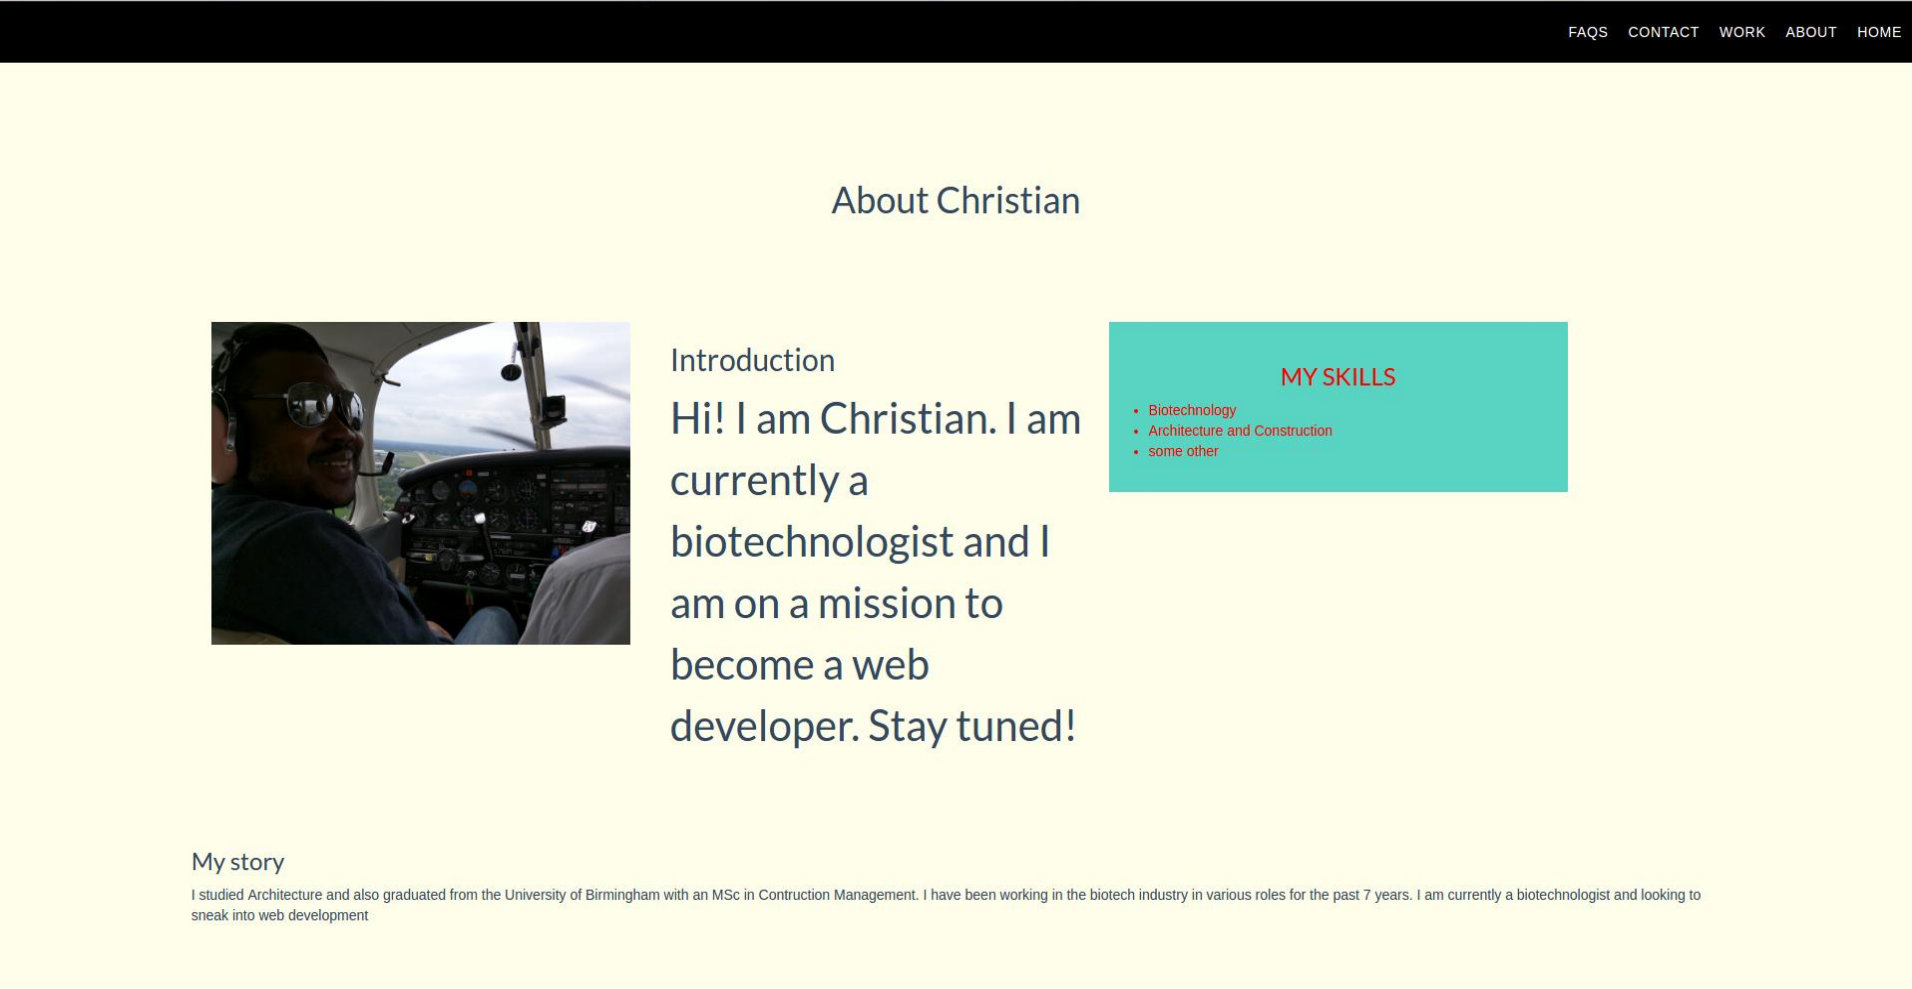 FAQS CONTACT WORK ABOUT HOME
About Christian
Introduction
Hi! I am Christian. I am
currently a
biotechnologist and I
am on a mission to
become a web
developer. Stay tuned!
MY SKILLS
Biotechnology
Architecture and Construction
some other
My story
I studied Architecture and also graduated from the University of Birmingham with an MSc in Contruction Management. I have been working in the biotech industry in various roles for the past 7 years. I am currently a biotechnologist and looking to
sneak into web development